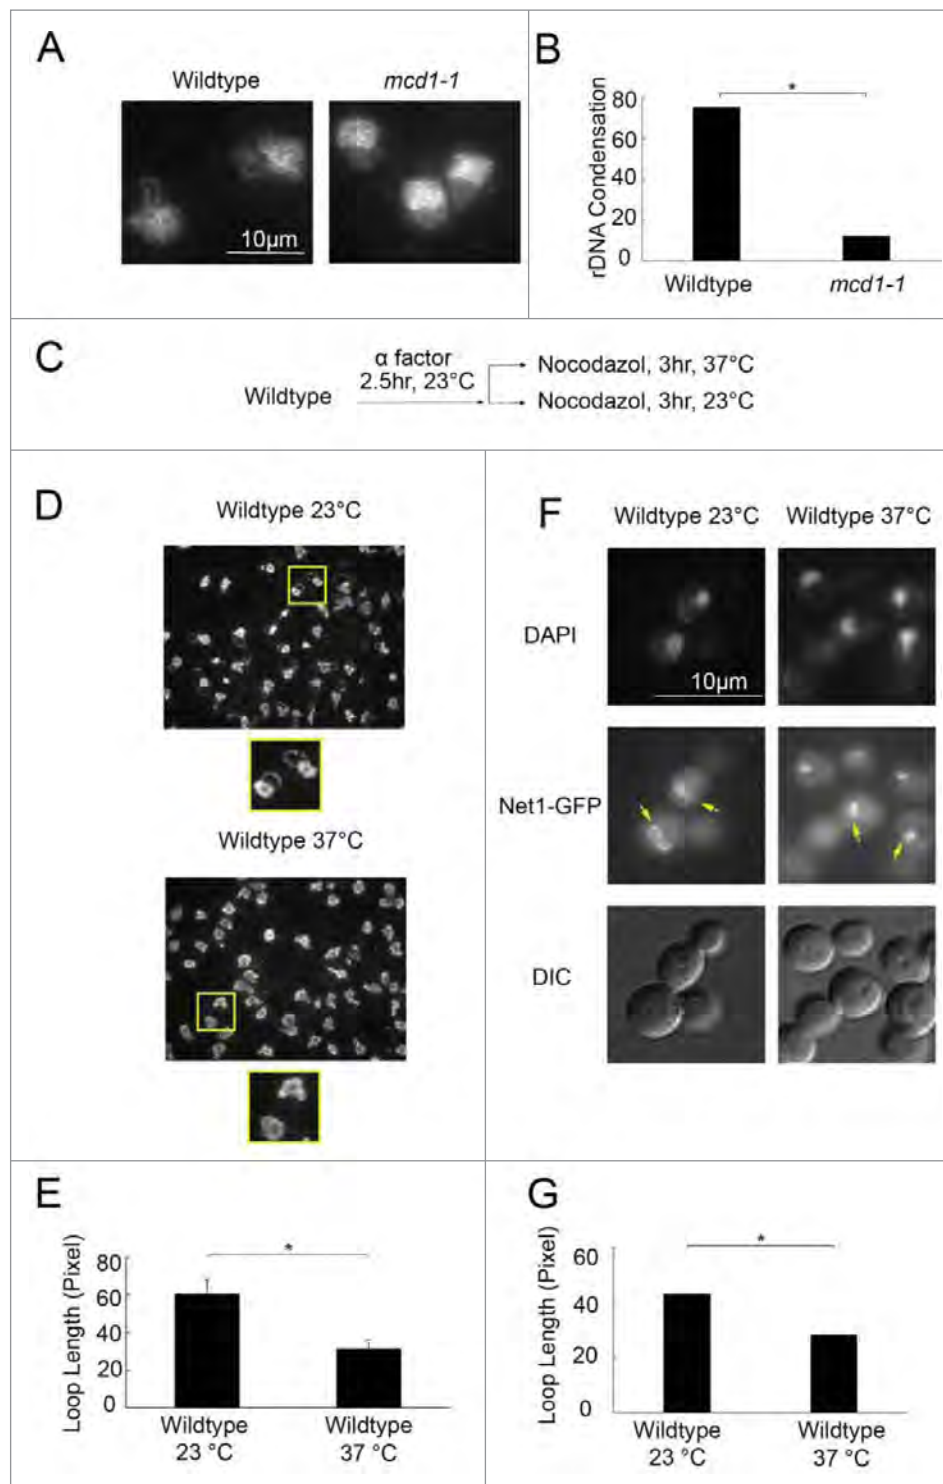 A
Wildtype
mcd1-1
10µm
B
rDNA Condensation
80
60
40
20
0
*
Wildtype
mcd1-1
C
Wildtype
α factor
2.5hr, 23°C
Nocodazol, 3hr, 37°C
Nocodazol, 3hr, 23°C
D
Wildtype 23°C
Wildtype 37°C
F
Wildtype 23°C
Wildtype 37°C
DAPI
10µm
Net1-GFP
DIC
E
Loop Length (Pixel)
80
60
40
20
0
*
Wildtype
23 °C
Wildtype
37 °C
G
Loop Length (Pixel)
60
40
20
0
*
Wildtype
23 °C
Wildtype
37 °C